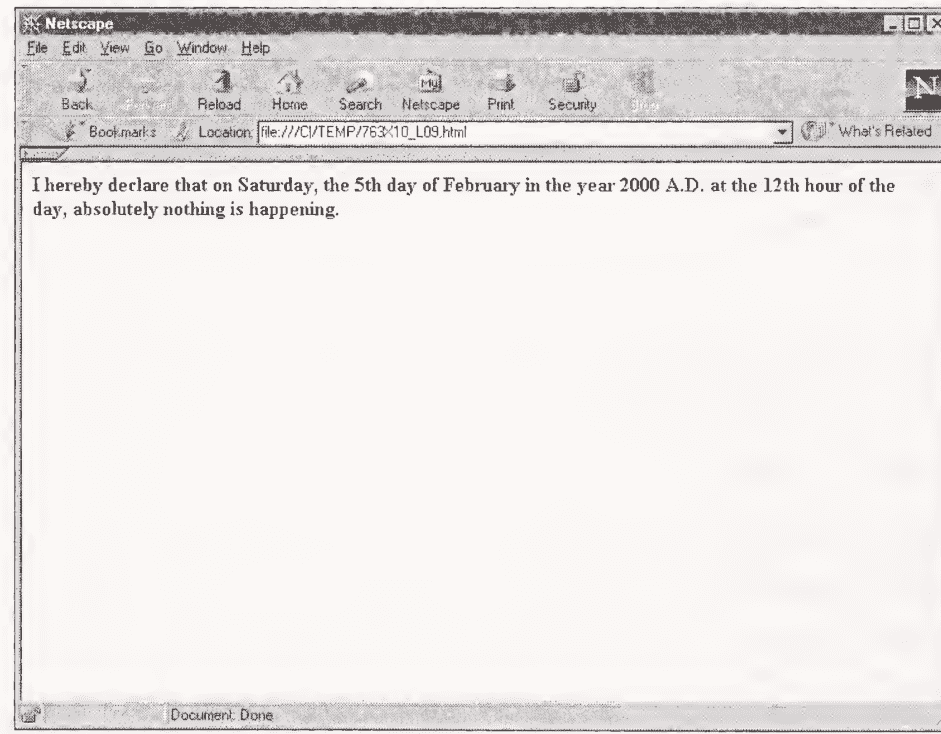 Netscape
File Edit View Go Window Help
Back Reload Home Search Netscape Print Security
Bookmarks Location: file:///C|/TEMP/763X10_L09.html What's Related
I hereby declare that on Saturday, the 5th day of February in the year 2000 A.D. at the 12th hour of the
day, absolutely nothing is happening.
Document: Done